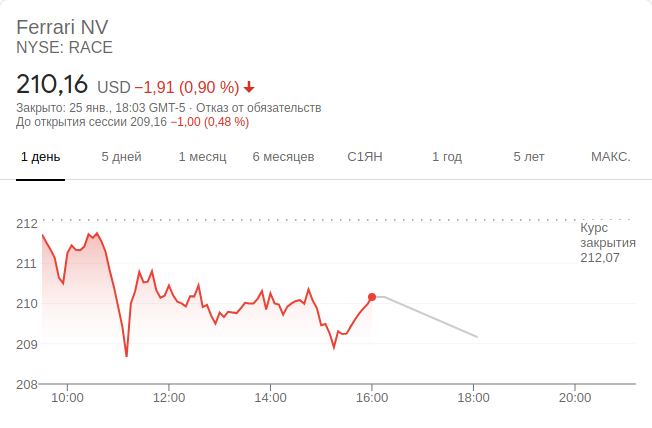 Ferrari NV
NYSE: RACE
210,16 USD −1,91 (0,90 %)
Закрыто: 25 янв., 18:03 GMT-5 · Отказ от обязательств
До открытия сессии 209,16 −1,00 (0,48 %)
1 день 5 дней 1 месяц 6 месяцев С1ЯН 1 год 5 лет МАКС.
212
Курс
закрытия
212,07
211
210
209
208
10:00 12:00 14:00 16:00 18:00 20:00